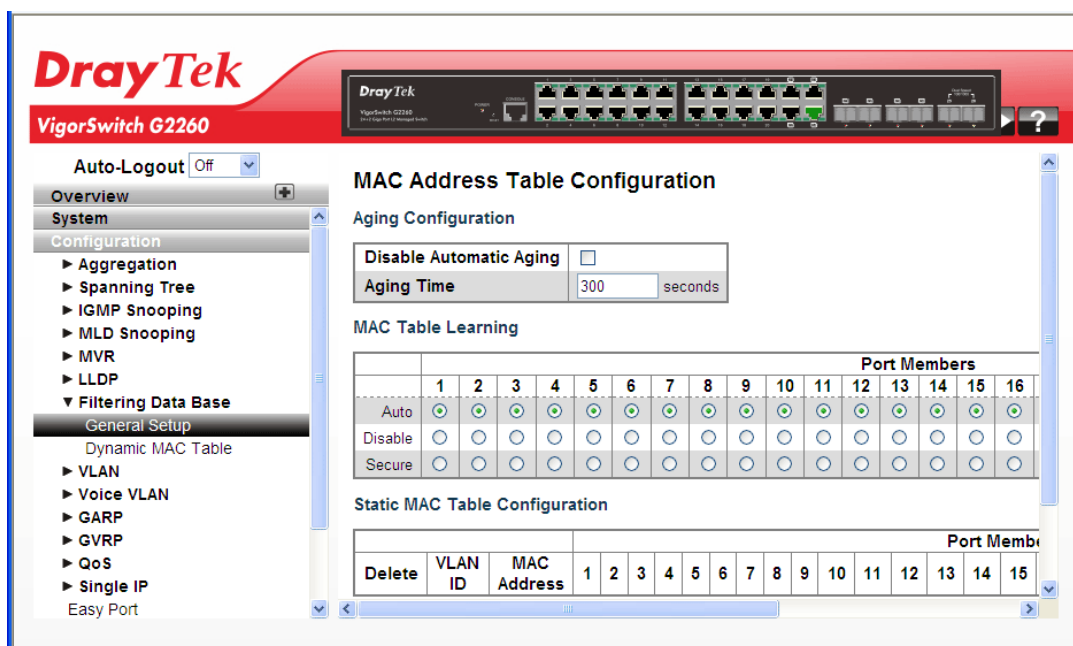 DrayTek
VigorSwitch G2260
DrayTek
VigorSwitch G2260
CONSOLE
POWER
?
Auto-Logout Off
Overview
System
Configuration
Aggregation
Spanning Tree
IGMP Snooping
MLD Snooping
MVR
LLDP
Filtering Data Base
General Setup
Dynamic MAC Table
VLAN
Voice VLAN
GARP
GVRP
QoS
Single IP
Easy Port
MAC Address Table Configuration
Aging Configuration
Disable Automatic Aging
Aging Time 300 seconds
MAC Table Learning
Port Members
1 2 3 4 5 6 7 8 9 10 11 12 13 14 15 16
Auto
Disable
Secure
Static MAC Table Configuration
Port Membe
Delete VLAN ID MAC Address 1 2 3 4 5 6 7 8 9 10 11 12 13 14 15